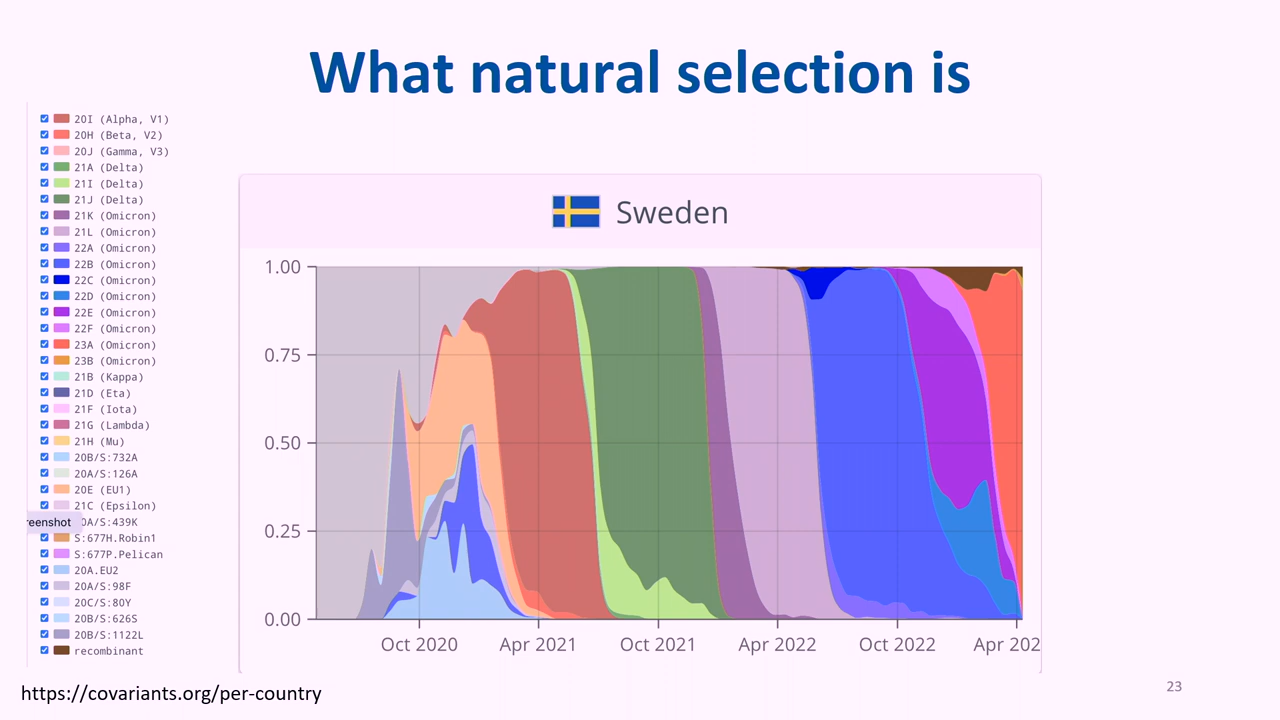 What natural selection is
20I (Alpha, V1)
20H (Beta, V2)
20J (Gamma, V3)
21A (Delta)
21I (Delta)
21J (Delta)
21K (Omicron)
21L (Omicron)
22A (Omicron)
22B (Omicron)
22C (Omicron)
22D (Omicron)
22E (Omicron)
22F (Omicron)
23A (Omicron)
23B (Omicron)
21B (Kappa)
21D (Eta)
21F (Iota)
21G (Lambda)
21H (Mu)
20B/S:732A
20A/S:126A
20E (EU1)
21C (Epsilon)
reenshot 0A/S:439K
S:677H.Robin1
S:677P.Pelican
20A.EU2
20A/S:98F
20C/S:80Y
20B/S:626S
20B/S:1122L
recombinant
Sweden
1.00
0.75
0.50
0.25
0.00
Oct 2020 Apr 2021 Oct 2021 Apr 2022 Oct 2022 Apr 202
https://covariants.org/per-country
23